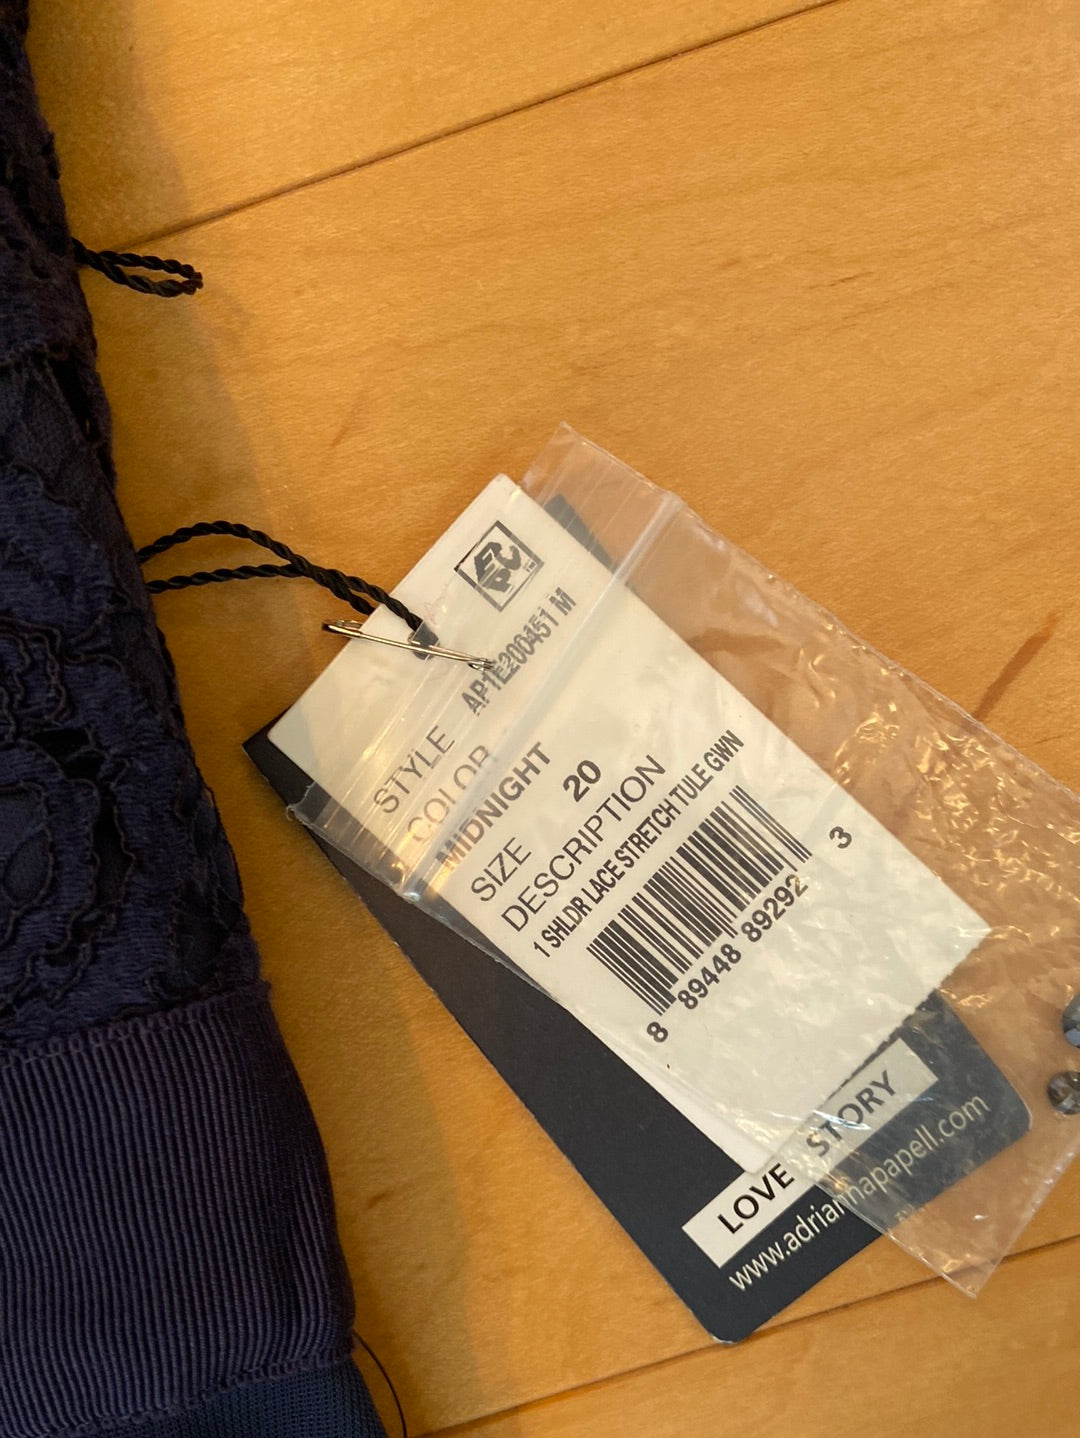 EPC
STYLE AP1E200451 M
COLOR
MIDNIGHT
SIZE 20
DESCRIPTION
1 SHLDR LACE STRETCH TULE GWN
8 89448 89292 3
LOVE STORY
www.adriannapapell.com